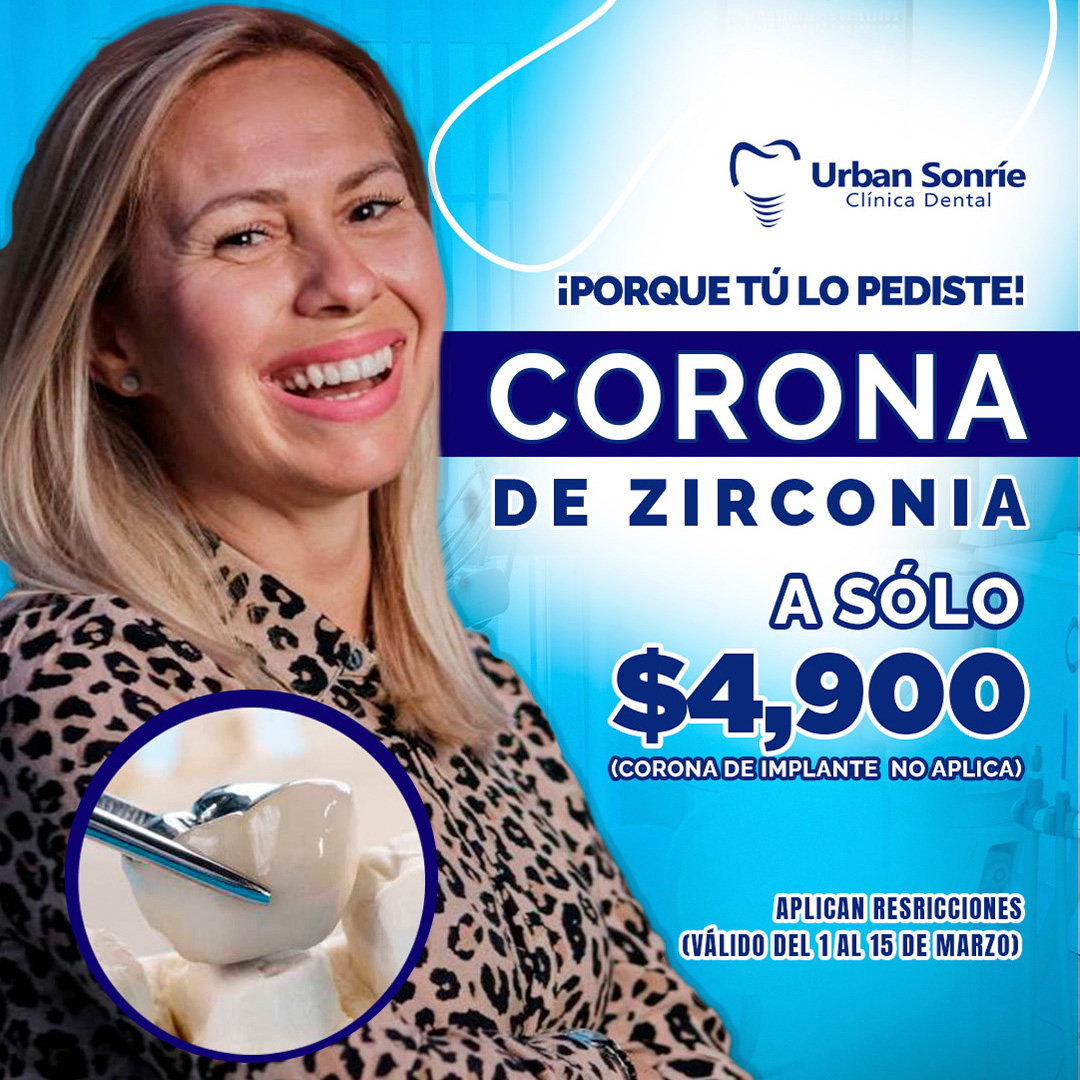 Urban Sonríe
Clínica Dental
¡PORQUE TÚ LO PEDISTE!
CORONA
DE ZIRCONIA
A SÓLO
$4,900
(CORONA DE IMPLANTE NO APLICA)
APLICAN RESRICCIONES
(VÁLIDO DEL 1 AL 15 DE MARZO)